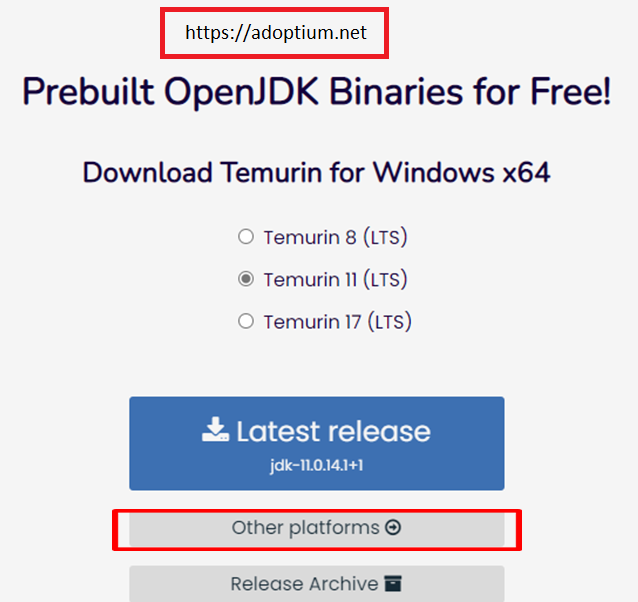 https://adoptium.net
Prebuilt OpenJDK Binaries for Free!
Download Temurin for Windows x64
Temurin 8 (LTS)
Temurin 11 (LTS)
Temurin 17 (LTS)
Latest release
jdk-11.0.14.1+1
Other platforms
Release Archive